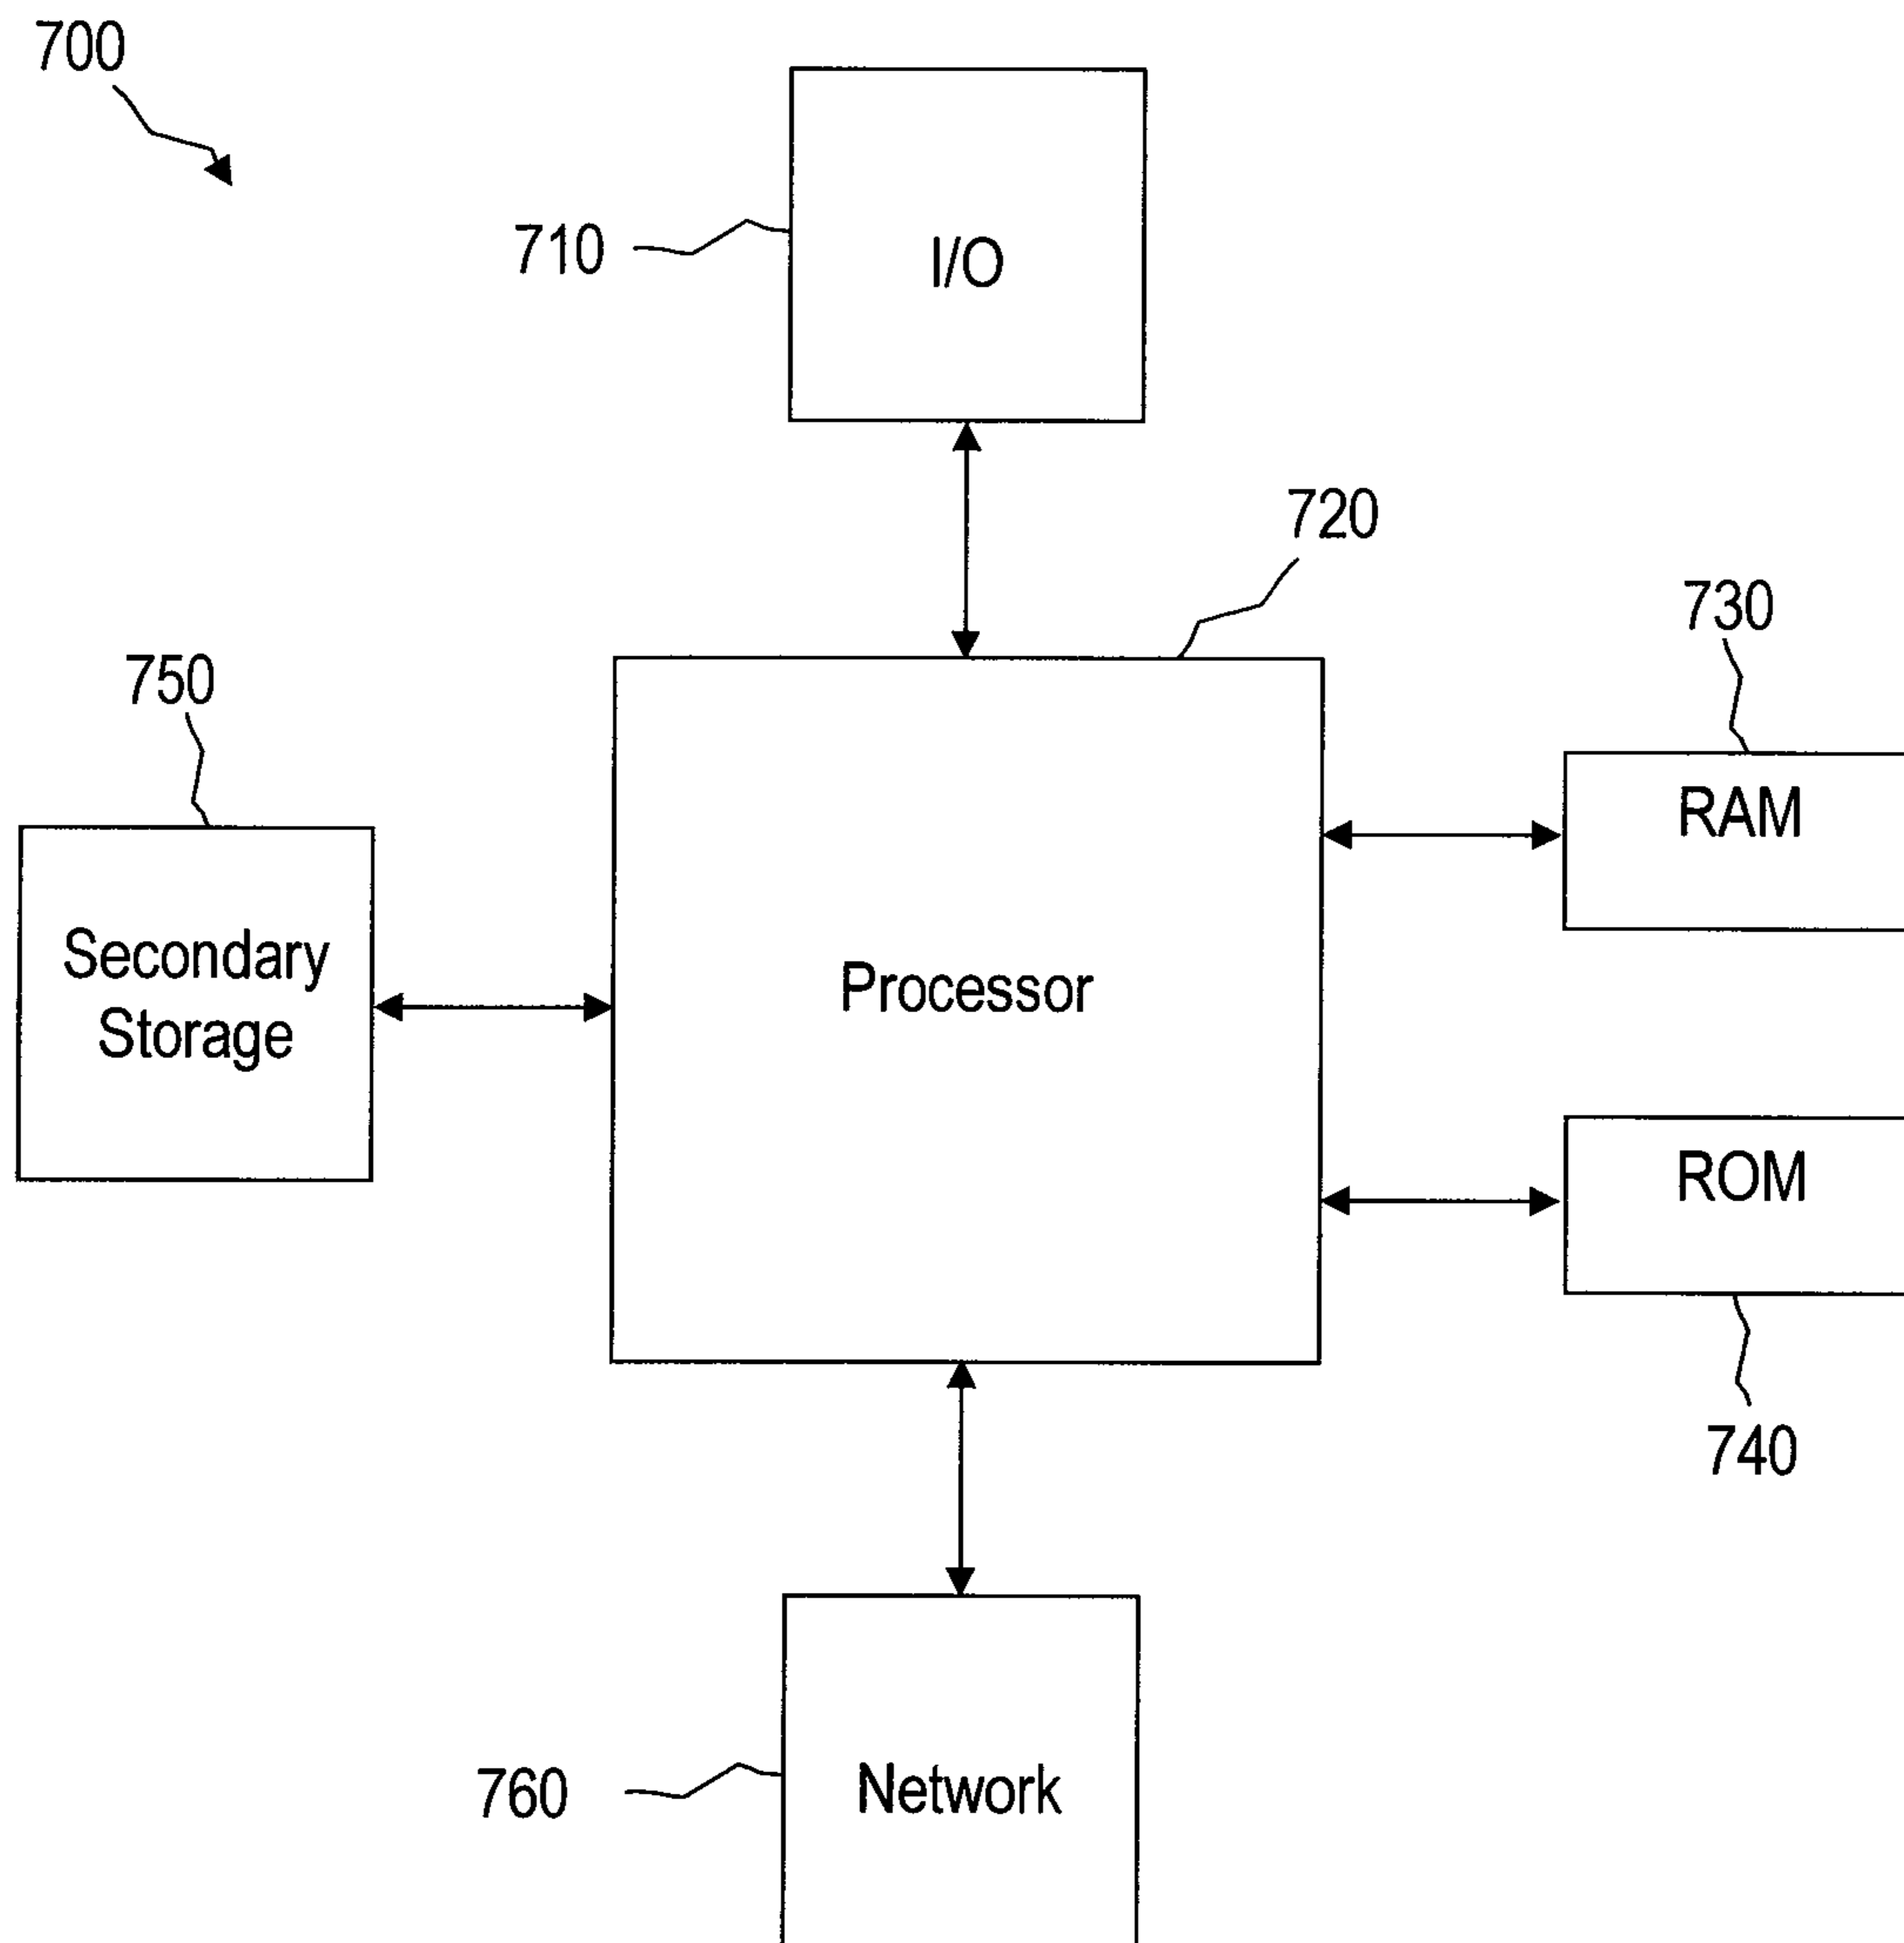 700
710
I/O
720
730
750
RAM
Secondary
Storage
Processor
ROM
740
760
Network